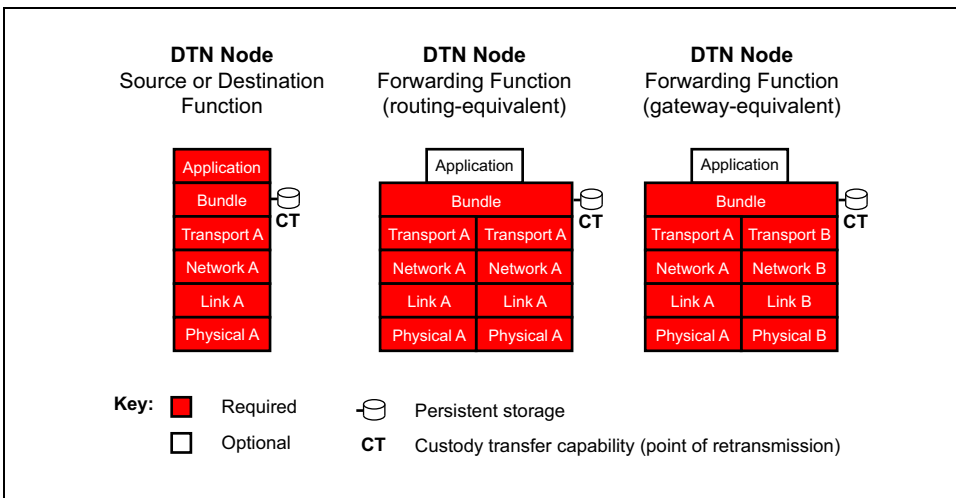 DTN Node
Source or Destination
Function
DTN Node
Forwarding Function
(routing-equivalent)
DTN Node
Forwarding Function
(gateway-equivalent)
Application
Bundle
CT
Transport A
Network A
Link A
Physical A
Application
Bundle
CT
Transport A Transport A
Network A Network A
Link A Link A
Physical A Physical A
Application
Bundle
CT
Transport A Transport B
Network A Network B
Link A Link B
Physical A Physical B
Key:
Required
Optional
Persistent storage
CT Custody transfer capability (point of retransmission)